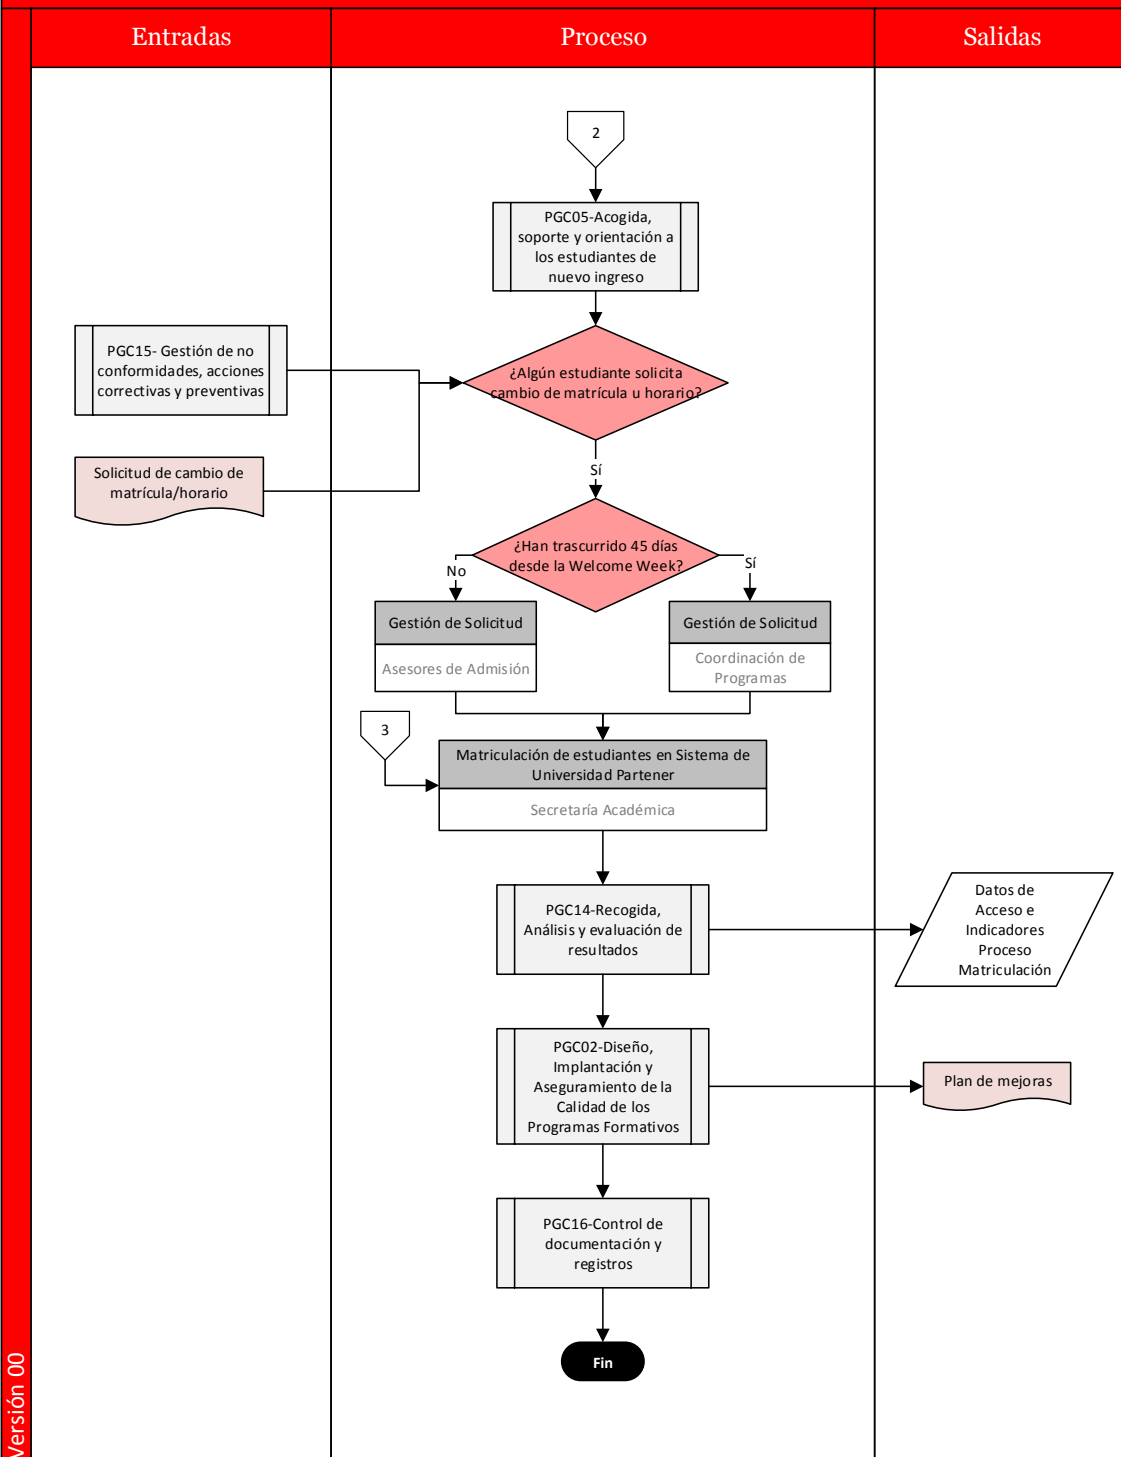 Entradas
Proceso
Salidas
2
PGC05-Acogida,
soporte y orientación a
los estudiantes de
nuevo ingreso
PGC15- Gestión de no
conformidades, acciones
correctivas y preventivas
¿Algún estudiante solicita
cambio de matrícula u horario?
Solicitud de cambio de
matrícula/horario
Sí
¿Han trascurrido 45 días
desde la Welcome Week?
No
Sí
Gestión de Solicitud
Asesores de Admisión
Gestión de Solicitud
Coordinación de
Programas
3
Matriculación de estudiantes en Sistema de
Universidad Partener
Secretaría Académica
PGC14-Recogida,
Análisis y evaluación de
resultados
Datos de
Acceso e
Indicadores
Proceso
Matriculación
PGC02-Diseño,
Implantación y
Aseguramiento de la
Calidad de los
Programas Formativos
Plan de mejoras
PGC16-Control de
documentación y
registros
Fin
Versión 00